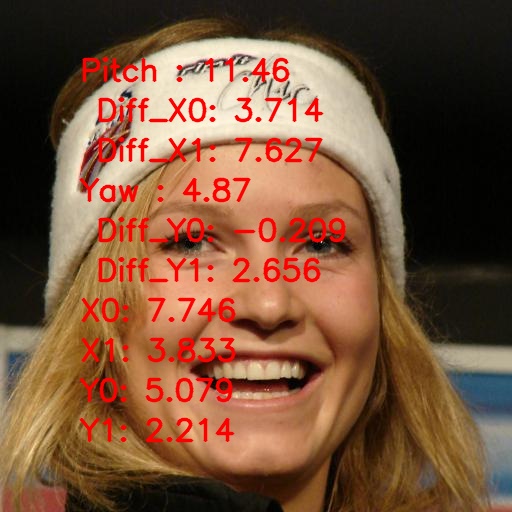 Pitch : 11.46
Diff_X0: 3.714
Diff_X1: 7.627
Yaw : 4.87
Diff_Y0: -0.209
Diff_Y1: 2.656
X0: 7.746
X1: 3.833
Y0: 5.079
Y1: 2.214